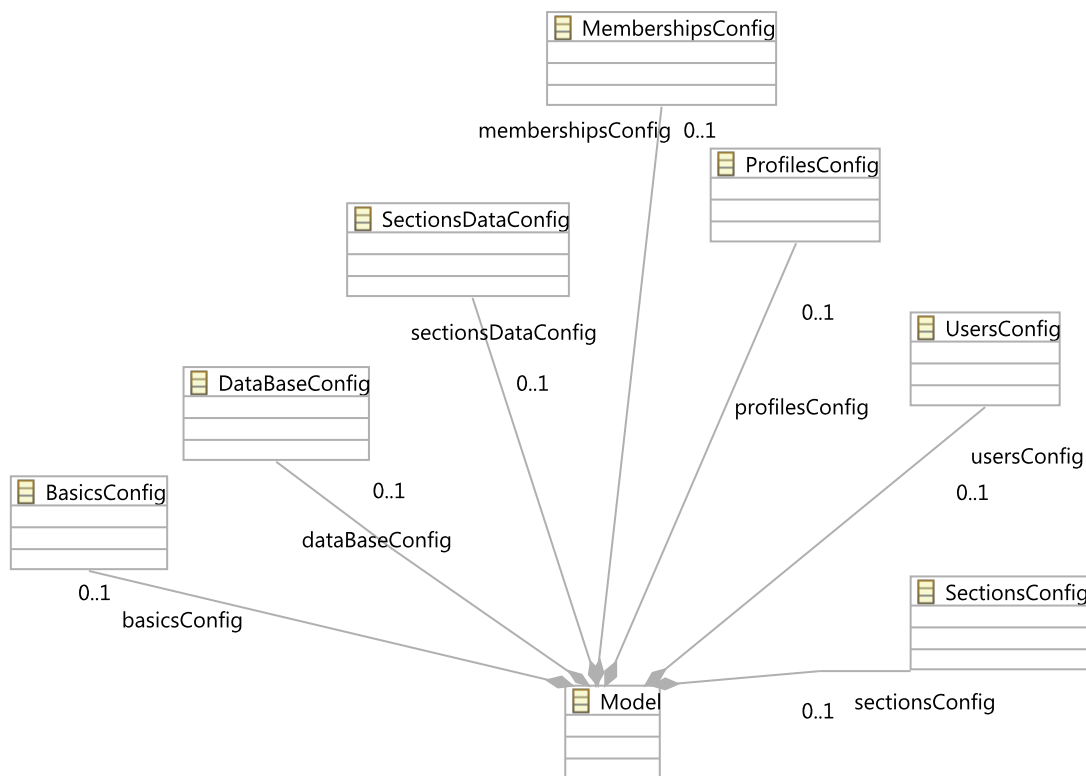 MembershipsConfig
membershipsConfig 0..1
ProfilesConfig
SectionsDataConfig
0..1
UsersConfig
sectionsDataConfig
DataBaseConfig
0..1
profilesConfig
usersConfig
BasicsConfig
0..1
0..1
dataBaseConfig
0..1
SectionsConfig
basicsConfig
Model
sectionsConfig
0..1